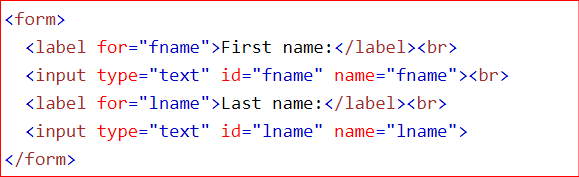 <form>
  <label for="fname">First name:</label><br>
  <input type="text" id="fname" name="fname"><br>
  <label for="lname">Last name:</label><br>
  <input type="text" id="lname" name="lname">
</form>